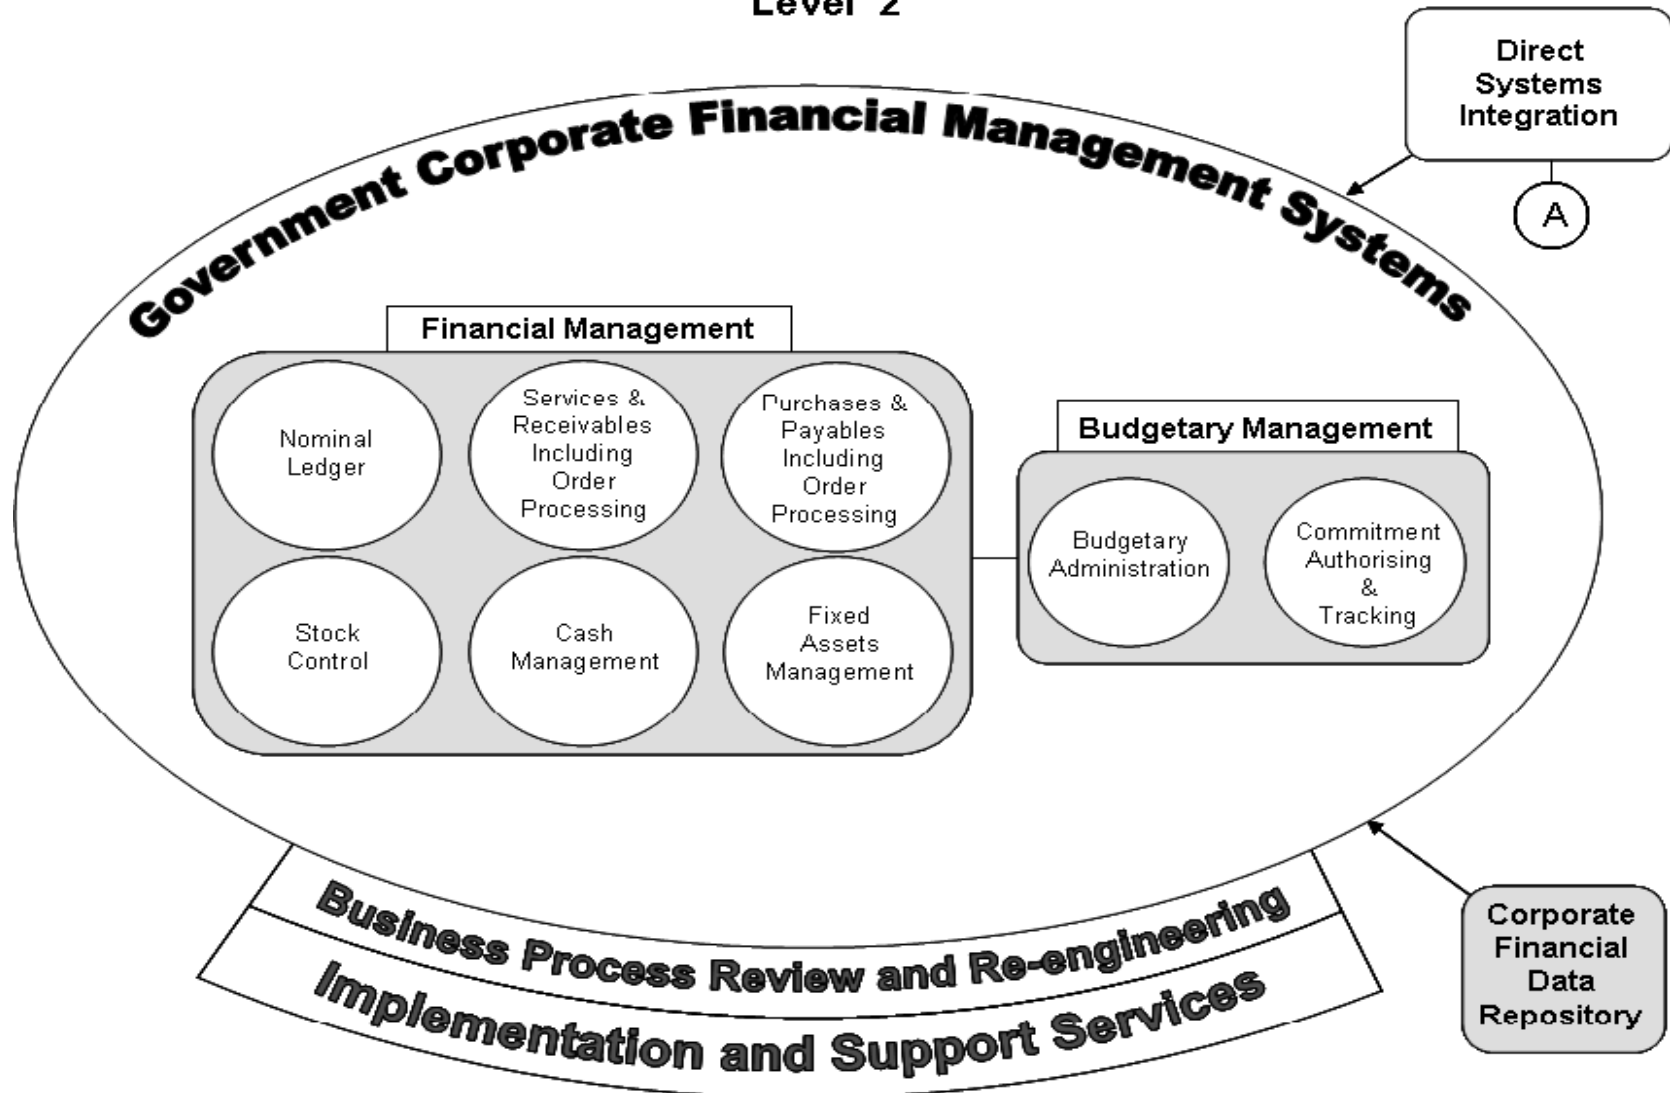 Level 2
Direct
Systems
Integration
A
Government Corporate Financial Management Systems
Financial Management
Nominal
Ledger
Services &
Receivables
Including
Order
Processing
Purchases &
Payables
Including
Order
Processing
Stock
Control
Cash
Management
Fixed
Assets
Management
Budgetary Management
Budgetary
Administration
Commitment
Authorising
&
Tracking
Business Process Review and Re-engineering
Implementation and Support Services
Corporate
Financial
Data
Repository